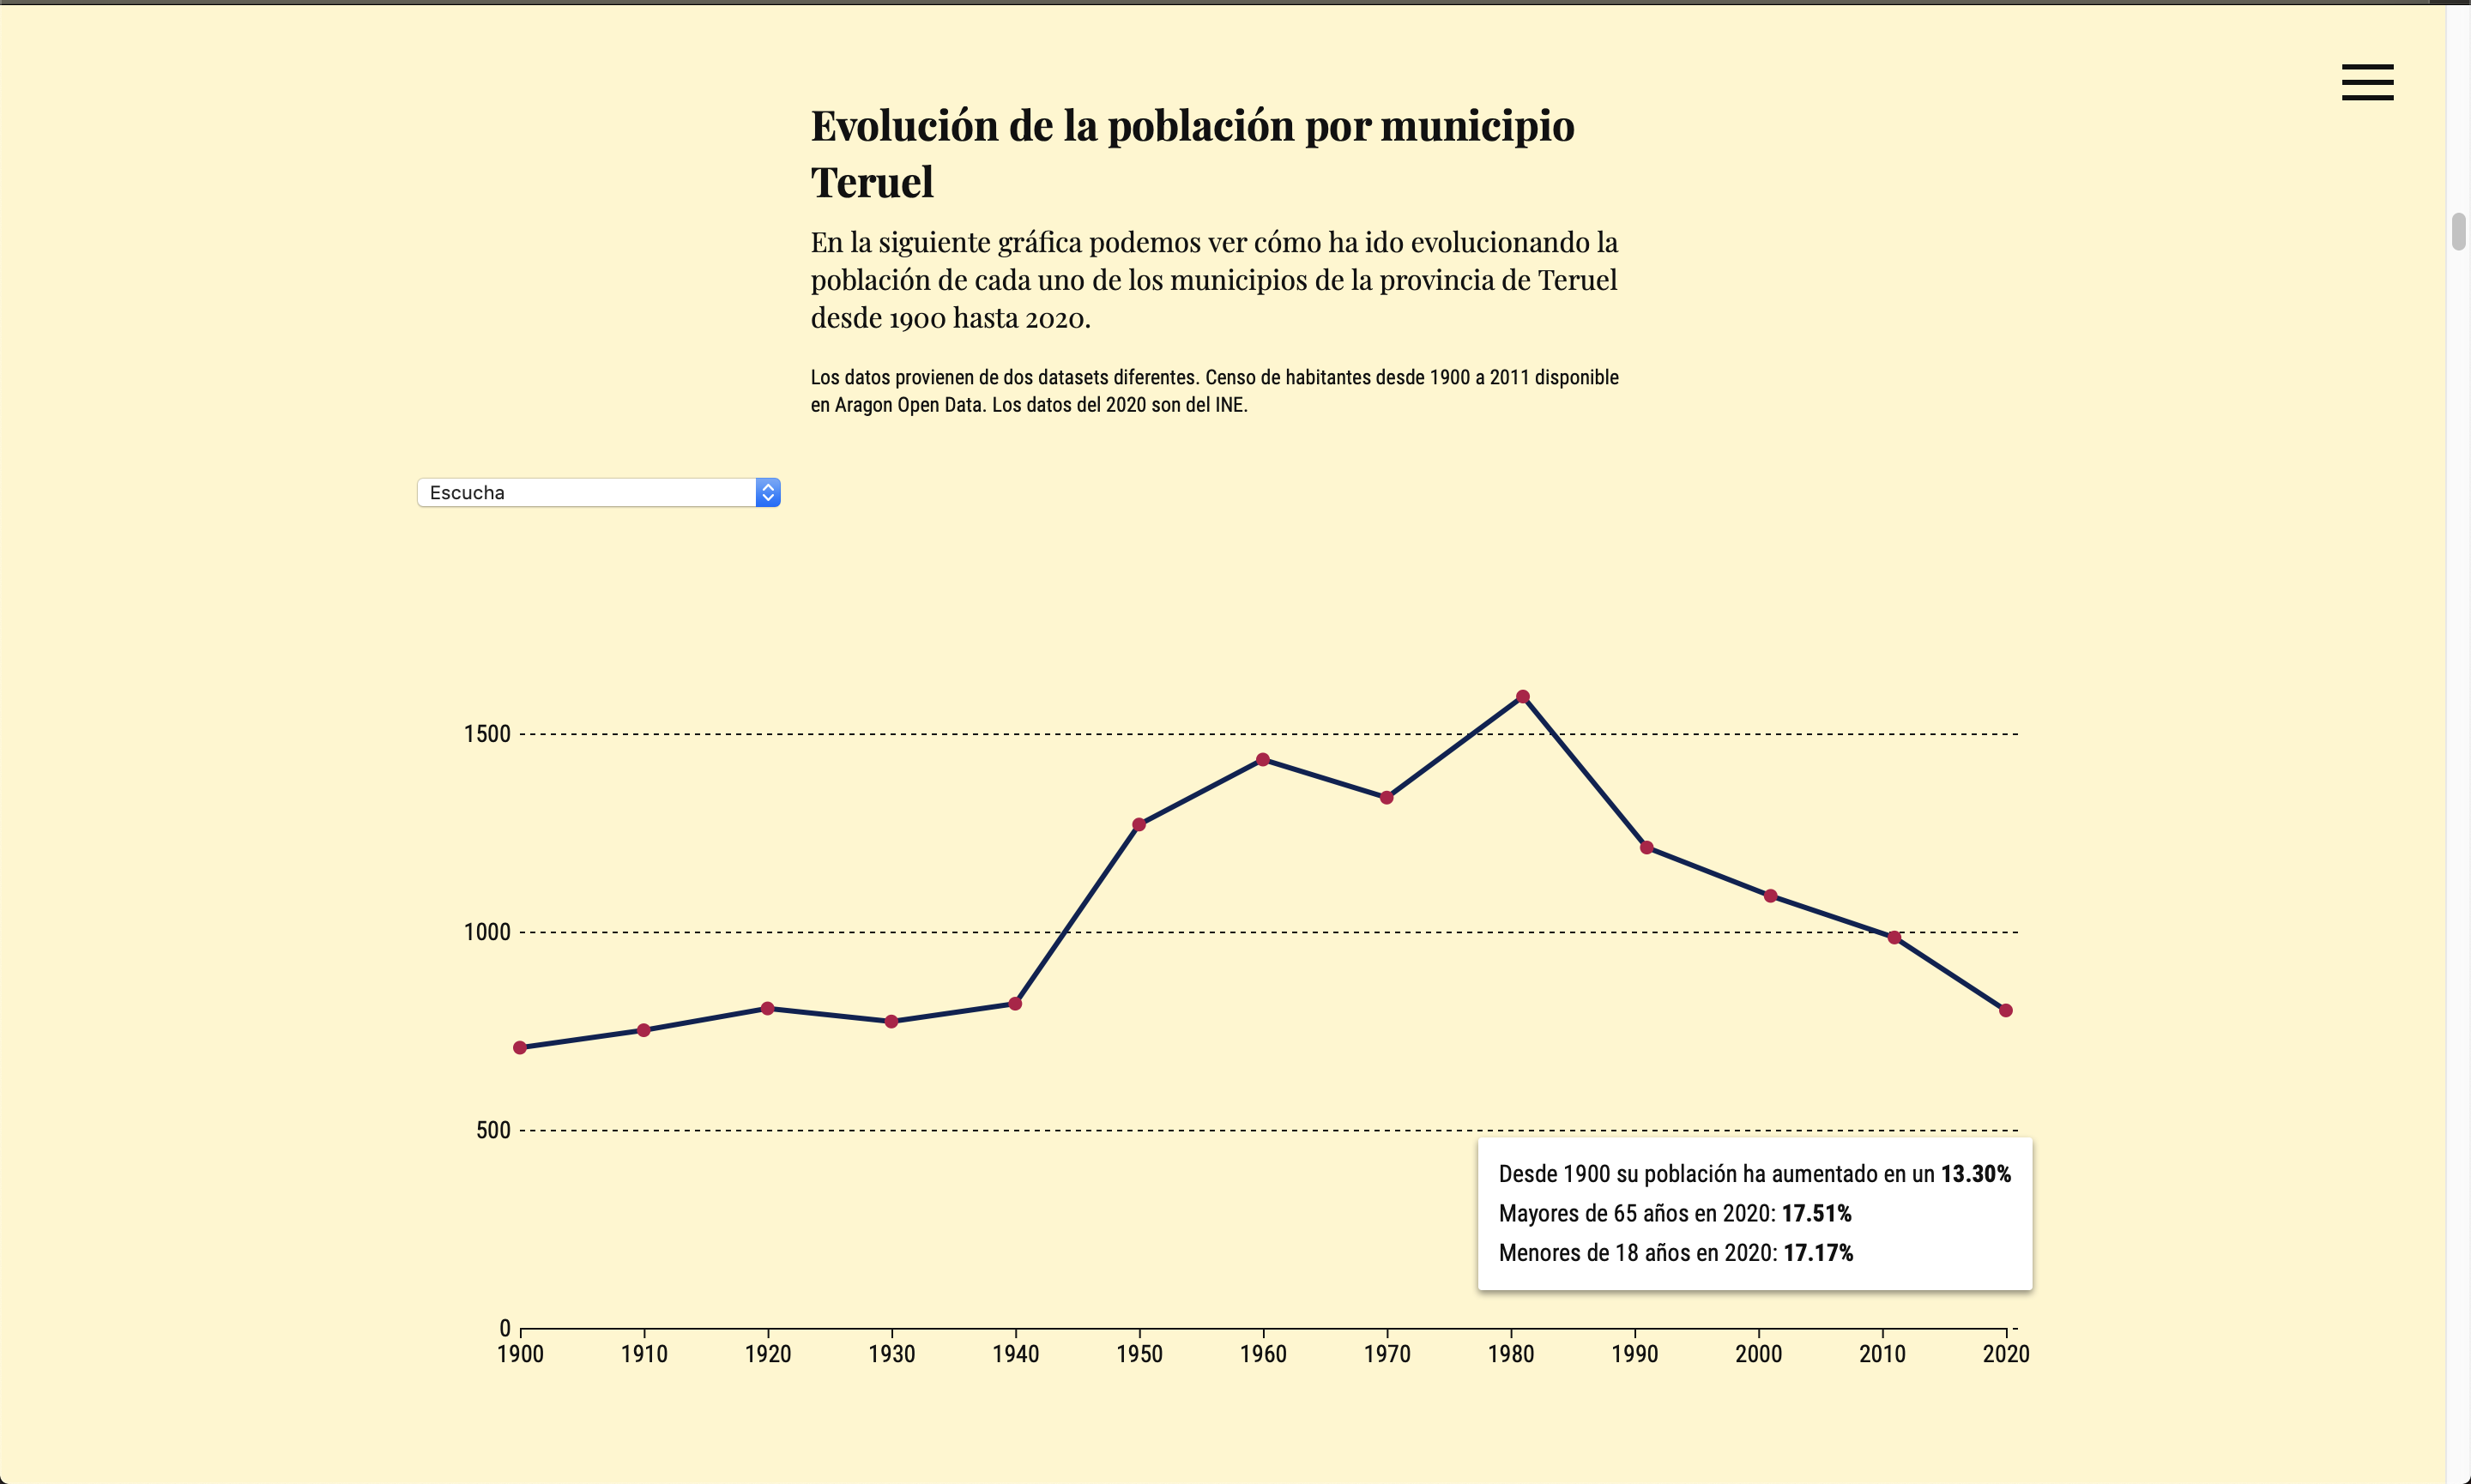 Evolución de la población por municipio
Teruel
En la siguiente gráfica podemos ver cómo ha ido evolucionando la
población de cada uno de los municipios de la provincia de Teruel
desde 1900 hasta 2020.
Los datos provienen de dos datasets diferentes. Censo de habitantes desde 1900 a 2011 disponible
en Aragon Open Data. Los datos del 2020 son del INE.
Escucha
1500
1000
500
Desde 1900 su población ha aumentado en un 13.30%
Mayores de 65 años en 2020: 17.51%
Menores de 18 años en 2020: 17.17%
0
1900 1910 1920 1930 1940 1950 1960 1970 1980 1990 2000 2010 2020